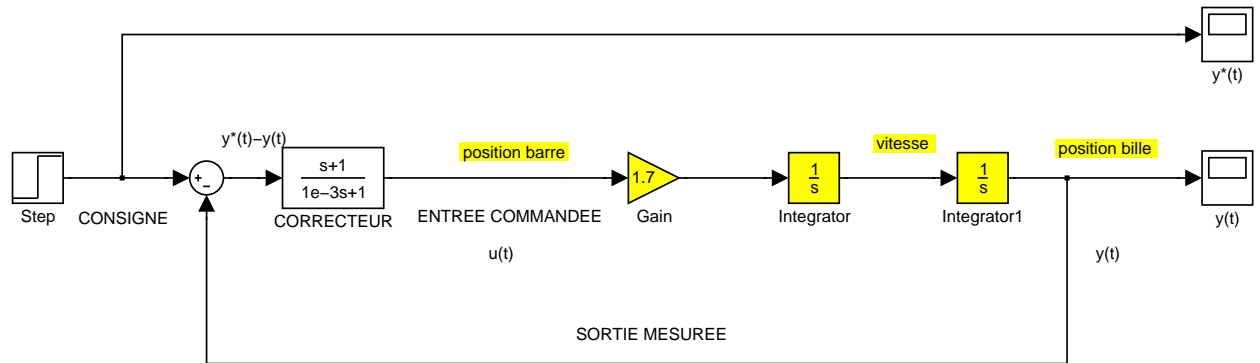 y*(t)
y*(t)−y(t)
+
−
s+1
1e−3s+1
position barre
1.7
1
s
vitesse
1
s
position bille
Step
CONSIGNE
CORRECTEUR
ENTREE COMMANDEE
Gain
Integrator
Integrator1
y(t)
u(t)
y(t)
SORTIE MESUREE